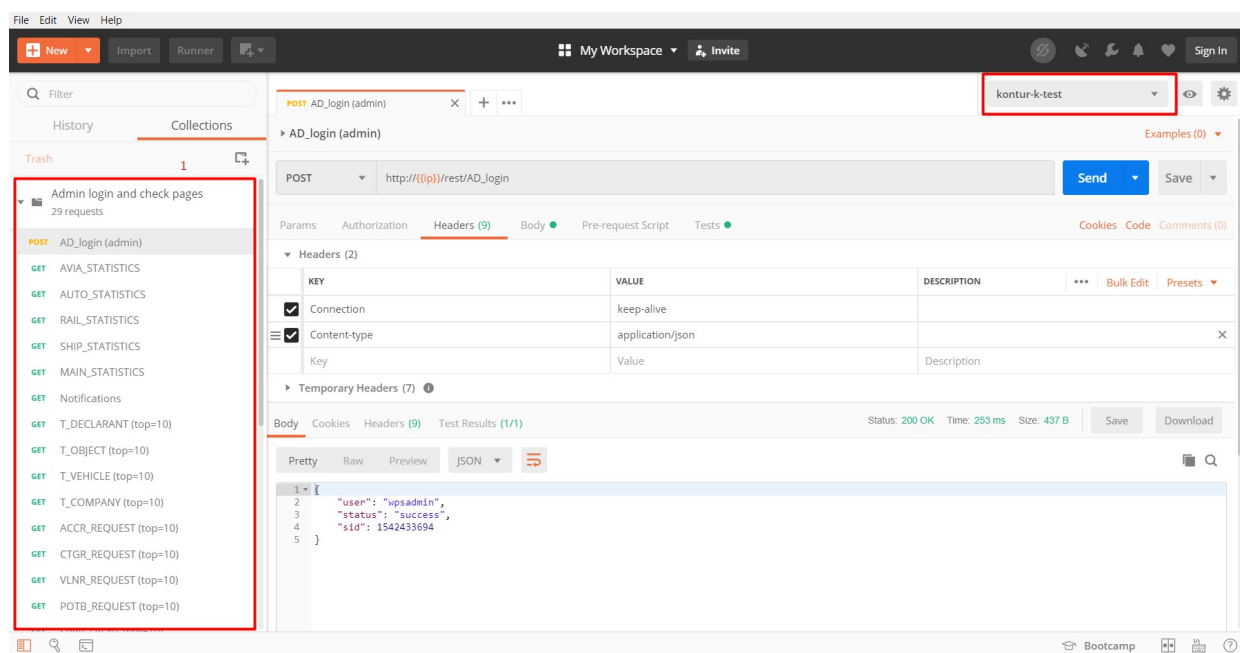 File Edit View Help
New Import Runner My Workspace Invite Sign In
Filter
History Collections
Trash
1
Admin login and check pages
29 requests
POST AD_login (admin)
GET AVIA_STATISTICS
GET AUTO_STATISTICS
GET RAIL_STATISTICS
GET SHIP_STATISTICS
GET MAIN_STATISTICS
GET Notifications
GET T_DECLARANT (top=10)
GET T_OBJECT (top=10)
GET T_VEHICLE (top=10)
GET T_COMPANY (top=10)
GET ACCR_REQUEST (top=10)
GET CTGR_REQUEST (top=10)
GET VLNR_REQUEST (top=10)
GET POTB_REQUEST (top=10)
POST AD_login (admin)
kontur-k-test
AD_login (admin) Examples (0)
POST http://{{ip}}/rest/AD_login Send Save
Params Authorization Headers (9) Body Pre-request Script Tests Cookies Code Comments (0)
Headers (2)
KEY VALUE DESCRIPTION Bulk Edit Presets
Connection keep-alive
Content-type application/json
Key Value Description
Temporary Headers (7)
Body Cookies Headers (9) Test Results (1/1) Status: 200 OK Time: 253 ms Size: 437 B Save Download
Pretty Raw Preview JSON
1 {
2 "user": "wpsadmin",
3 "status": "success",
4 "sid": 1542433694
5 }
Bootcamp